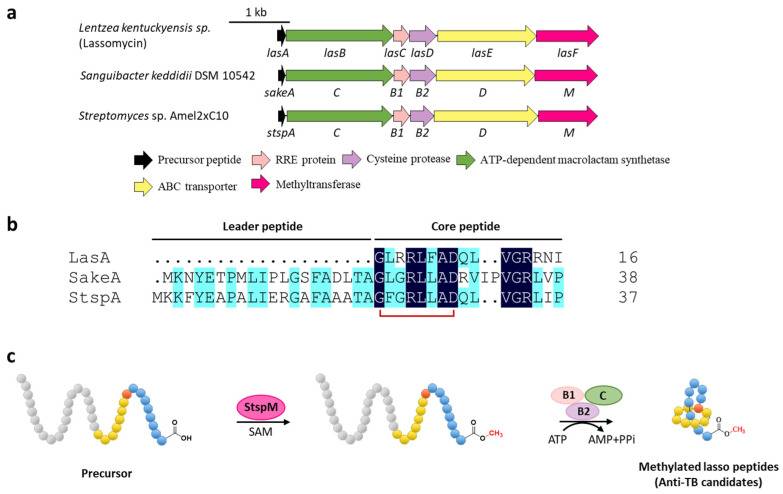 a
1 kb
Lentzea kentuckyensis sp.
(Lassomycin)
lasA lasB lasC lasD lasE lasF
Sanguibacter keddidii DSM 10542
sakeA C B1 B2 D M
Streptomyces sp. Amel2xC10
stspA C B1 B2 D M
Precursor peptide RRE protein Cysteine protease ATP-dependent macrolactam synthetase
ABC transporter Methyltransferase
b
Leader peptide Core peptide
LasA .....................GLRRLFADQL..VGRRNI 16
SakeA .MKNYETPMLIPLGSFADLTAGLGRLLADRVIPVGRLVP 38
StspA MKKFYEAPALIERGAFAAATAGFGRLLADQL..VGRLIP 37
c
O
OH
Precursor
StspM
SAM
O
O-CH3
B1 C
B2
ATP AMP+PPi
O
O-CH3
Methylated lasso peptides
(Anti-TB candidates)